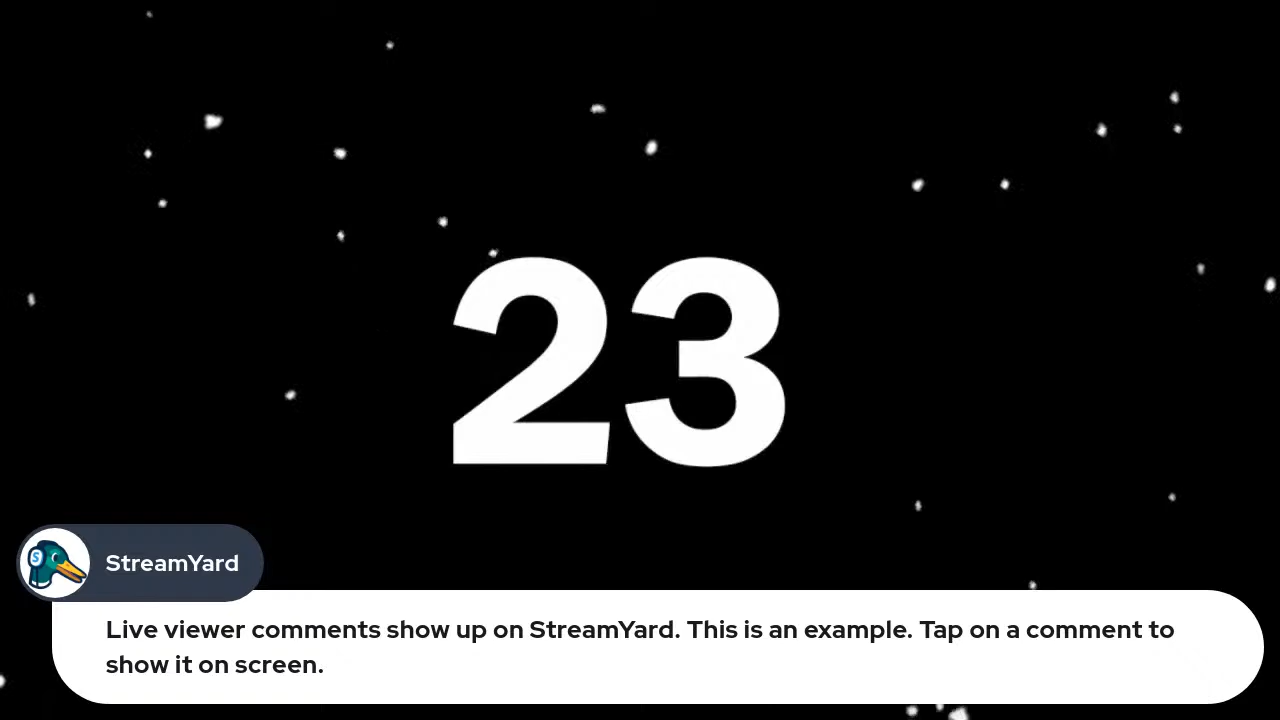 23
S
StreamYard
Live viewer comments show up on StreamYard. This is an example. Tap on a comment to
show it on screen.